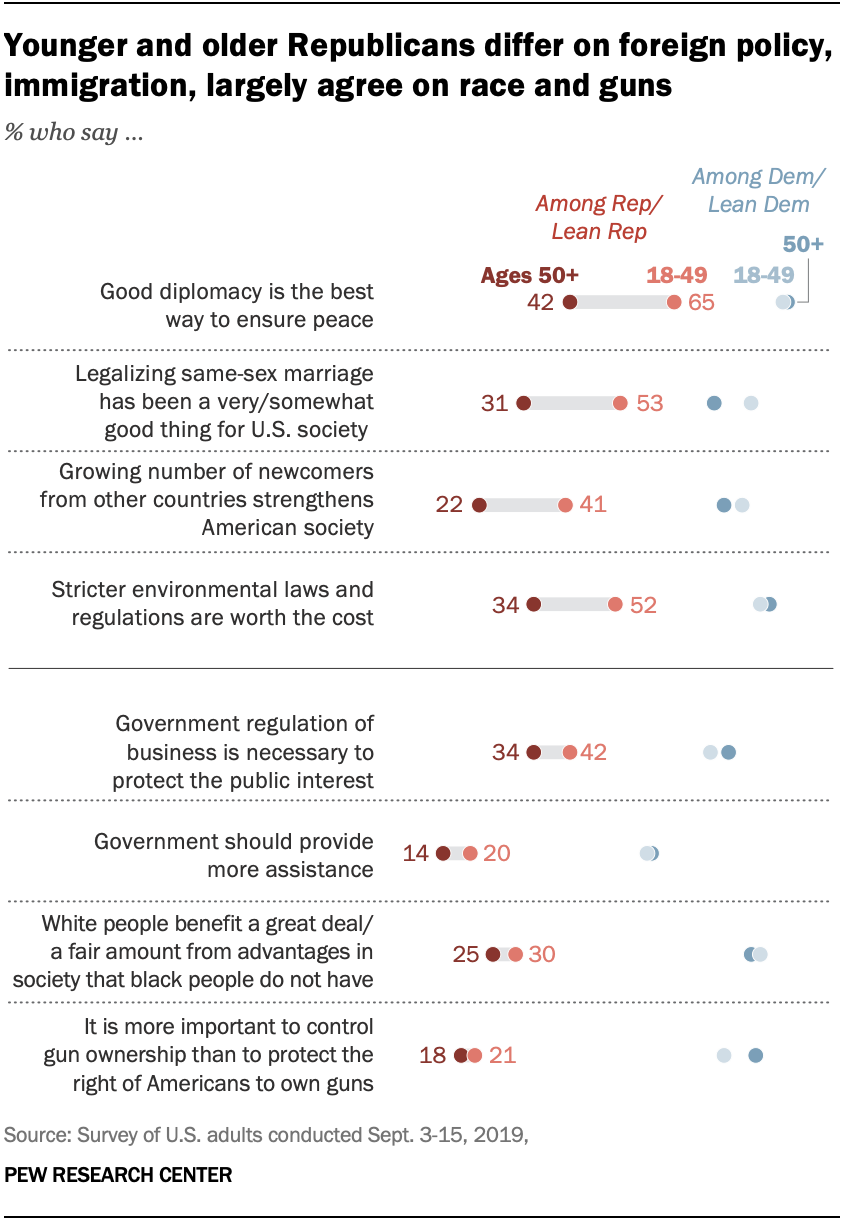 Younger and older Republicans differ on foreign policy,
immigration, largely agree on race and guns
% who say ...
Among Rep/
Lean Rep
Among Dem/
Lean Dem
50+
Ages 50+ 18-49 18-49
Good diplomacy is the best
way to ensure peace
42 65
Legalizing same-sex marriage
has been a very/somewhat
good thing for U.S. society
31 53
Growing number of newcomers
from other countries strengthens
American society
22 41
Stricter environmental laws and
regulations are worth the cost
34 52
Government regulation of
business is necessary to
protect the public interest
34 42
Government should provide
more assistance
14 20
White people benefit a great deal/
a fair amount from advantages in
society that black people do not have
25 30
It is more important to control
gun ownership than to protect the
right of Americans to own guns
18 21
Source: Survey of U.S. adults conducted Sept. 3-15, 2019,
PEW RESEARCH CENTER